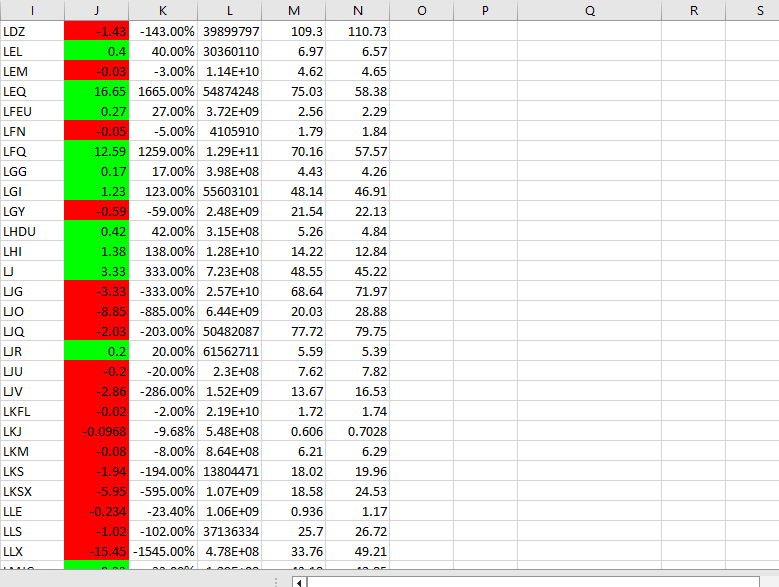 I J K L M N O P Q R S
LDZ -1.43 -143.00% 39899797 109.3 110.73
LEL 0.4 40.00% 30360110 6.97 6.57
LEM -0.03 -3.00% 1.14E+10 4.62 4.65
LEQ 16.65 1665.00% 54874248 75.03 58.38
LFEU 0.27 27.00% 3.72E+09 2.56 2.29
LFN -0.05 -5.00% 4105910 1.79 1.84
LFQ 12.59 1259.00% 1.29E+11 70.16 57.57
LGG 0.17 17.00% 3.98E+08 4.43 4.26
LGI 1.23 123.00% 55603101 48.14 46.91
LGY -0.59 -59.00% 2.48E+09 21.54 22.13
LHDU 0.42 42.00% 3.15E+08 5.26 4.84
LHI 1.38 138.00% 1.28E+10 14.22 12.84
LJ 3.33 333.00% 7.23E+08 48.55 45.22
LJG -3.33 -333.00% 2.57E+10 68.64 71.97
LJO -8.85 -885.00% 6.44E+09 20.03 28.88
LJQ -2.03 -203.00% 50482087 77.72 79.75
LJR 0.2 20.00% 61562711 5.59 5.39
LJU -0.2 -20.00% 2.3E+08 7.62 7.82
LJV -2.86 -286.00% 1.52E+09 13.67 16.53
LKFL -0.02 -2.00% 2.19E+10 1.72 1.74
LKJ -0.0968 -9.68% 5.48E+08 0.606 0.7028
LKM -0.08 -8.00% 8.64E+08 6.21 6.29
LKS -1.94 -194.00% 13804471 18.02 19.96
LKSX -5.95 -595.00% 1.07E+09 18.58 24.53
LLE -0.234 -23.40% 1.06E+09 0.936 1.17
LLS -1.02 -102.00% 37136334 25.7 26.72
LLX -15.45 -1545.00% 4.78E+08 33.76 49.21